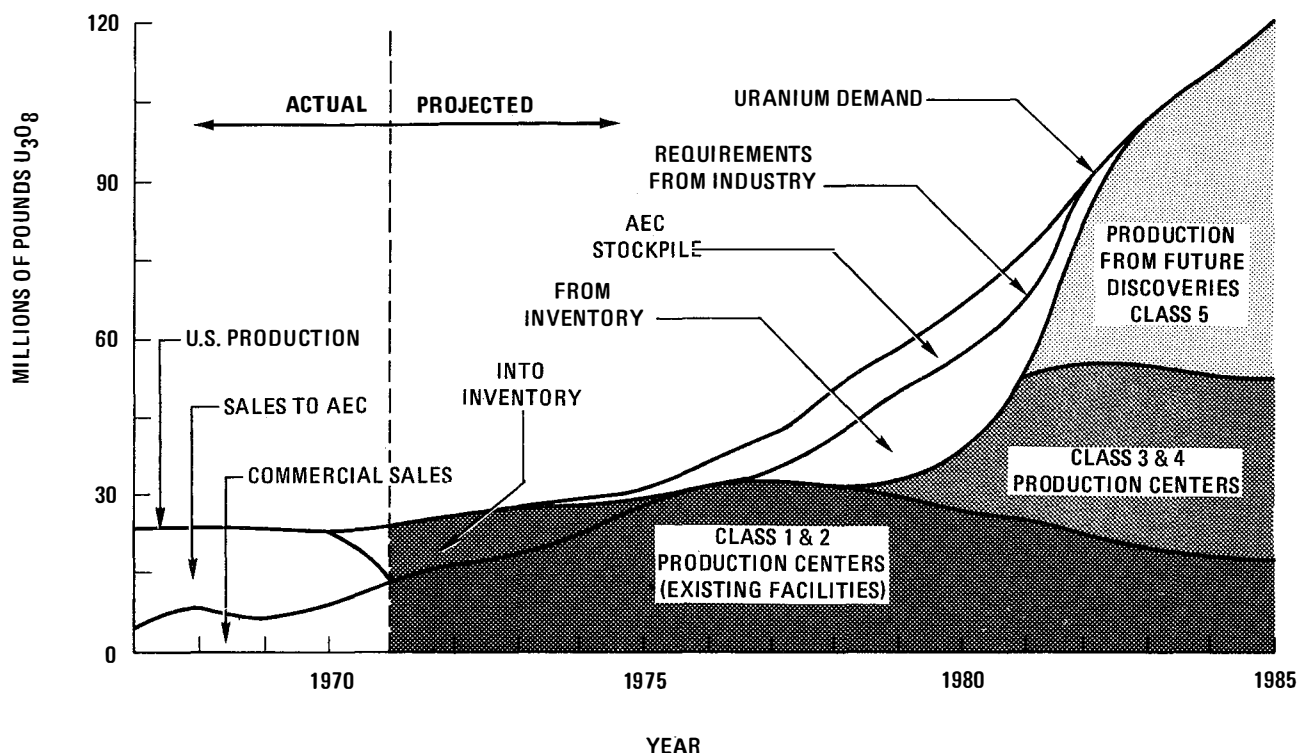 MILLIONS OF POUNDS U3O8
120
90
60
30
0
ACTUAL
PROJECTED
URANIUM DEMAND
REQUIREMENTS
FROM INDUSTRY
AEC
STOCKPILE
FROM
INVENTORY
INTO
INVENTORY
U.S. PRODUCTION
SALES TO AEC
COMMERCIAL SALES
PRODUCTION
FROM FUTURE
DISCOVERIES
CLASS 5
CLASS 3 & 4
PRODUCTION CENTERS
CLASS 1 & 2
PRODUCTION CENTERS
(EXISTING FACILITIES)
1970
1975
1980
1985
YEAR